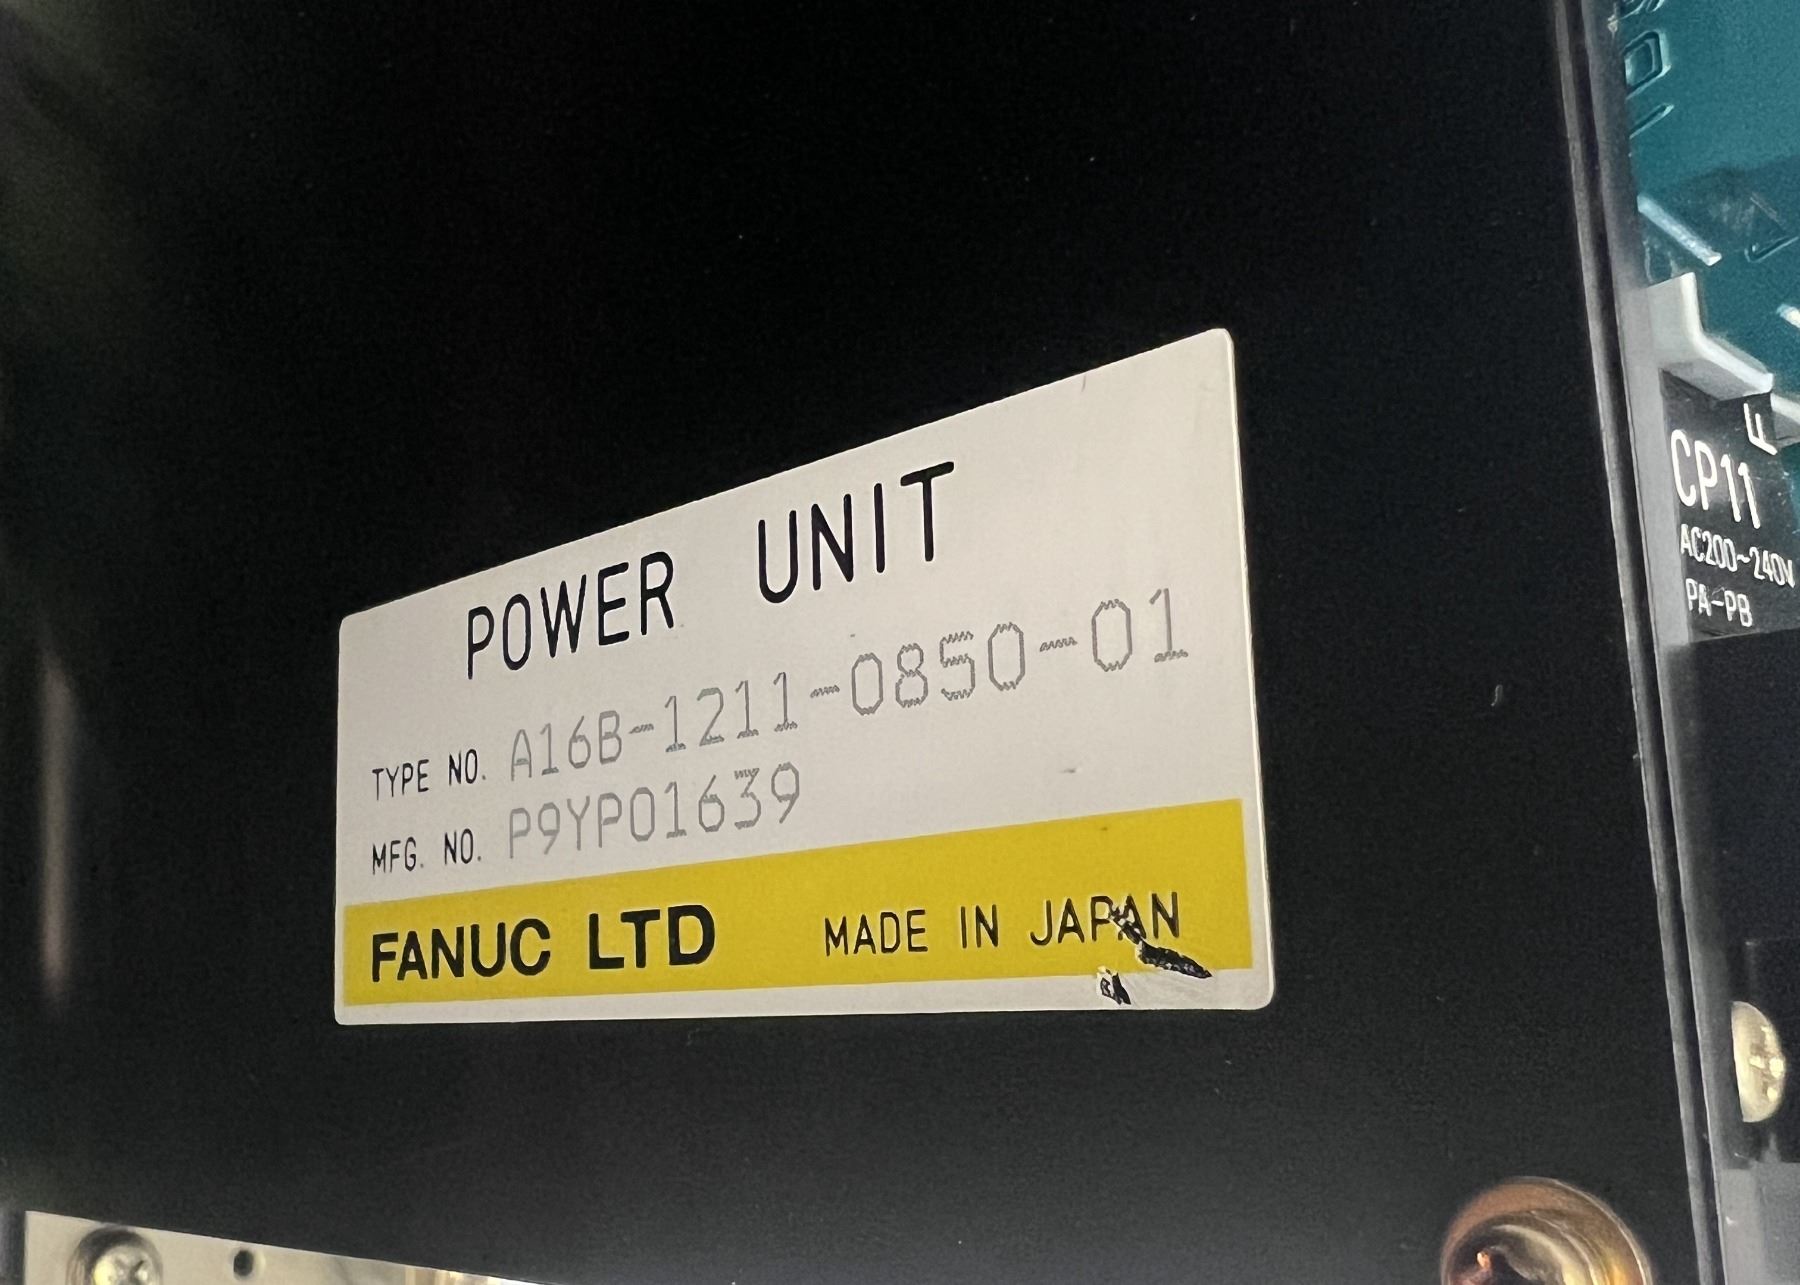 POWER UNIT
TYPE NO. A16B-1211-0850-01
MFG. NO. P9YP01639
FANUC LTD MADE IN JAPAN
F
CP11
AC200~240V
PA-PB